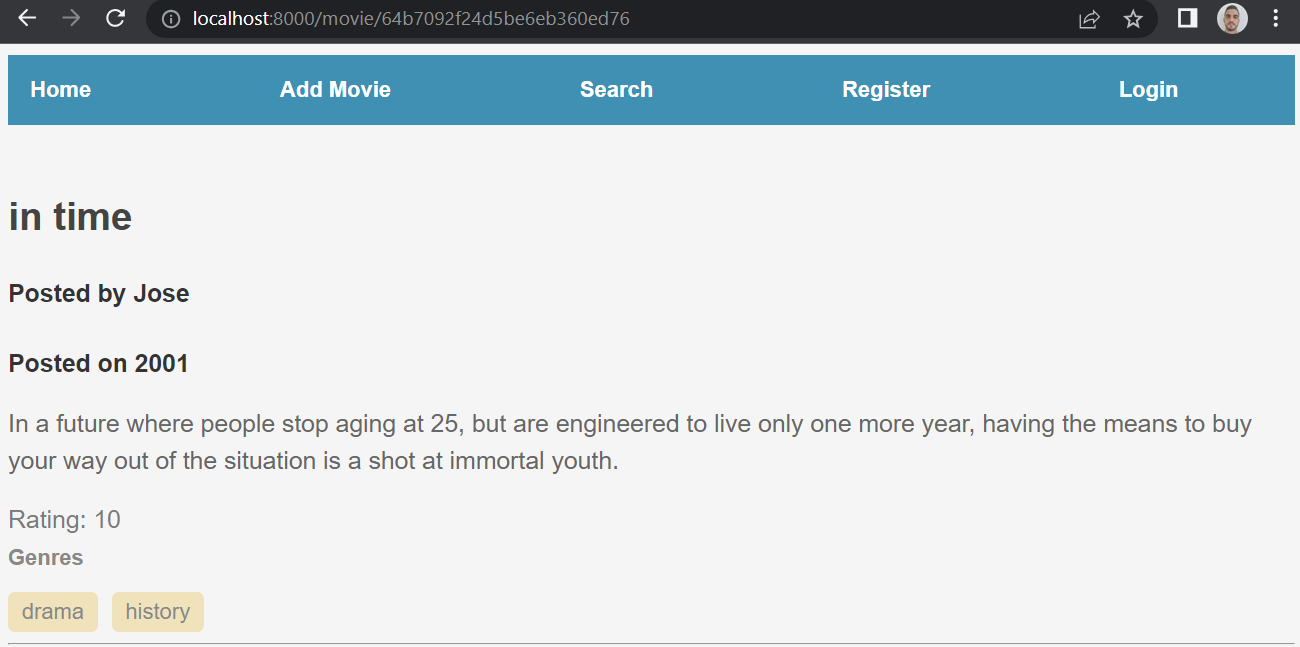 localhost:8000/movie/64b7092f24d5be6eb360ed76
Home Add Movie Search Register Login
in time
Posted by Jose
Posted on 2001
In a future where people stop aging at 25, but are engineered to live only one more year, having the means to buy
your way out of the situation is a shot at immortal youth.
Rating: 10
Genres
drama history